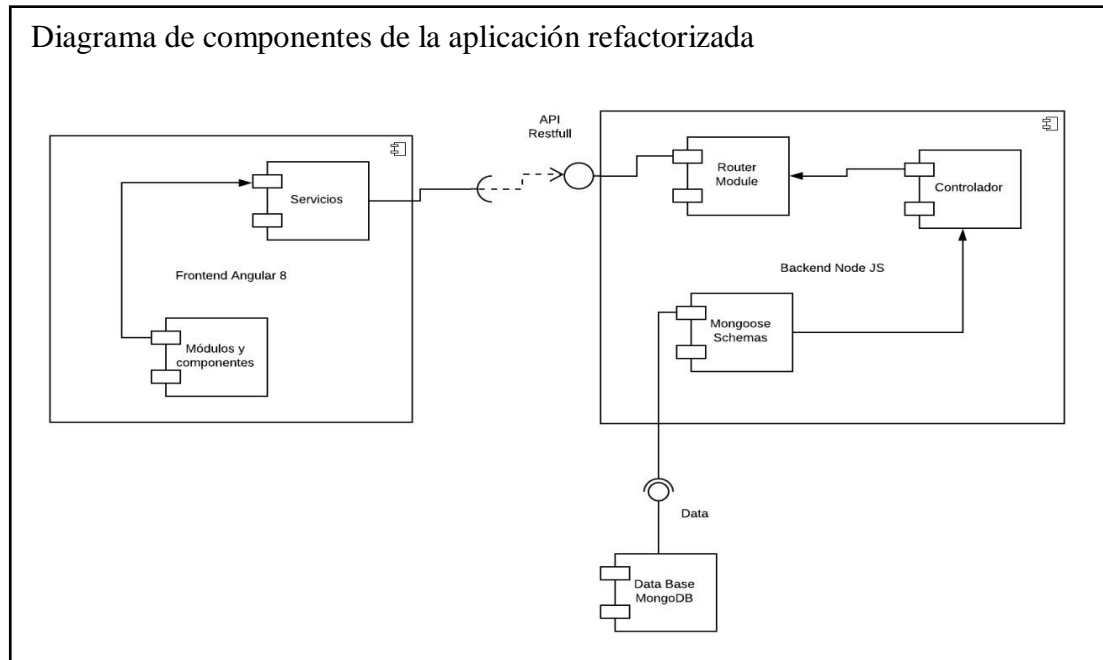 Diagrama de componentes de la aplicación refactorizada
API
Restfull
Servicios
Frontend Angular 8
Módulos y
componentes
Router
Module
Controlador
Backend Node JS
Mongoose
Schemas
Data
Data Base
MongoDB